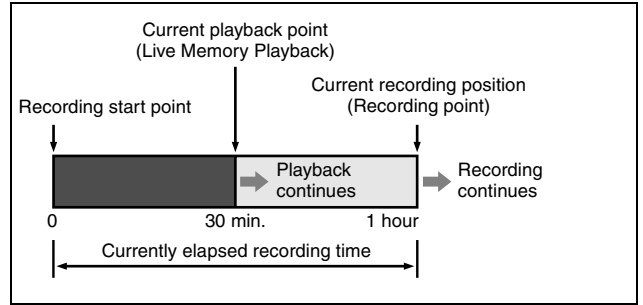 Current playback point
(Live Memory Playback)
Current recording position
(Recording point)
Recording start point
Playback
continues
Recording
continues
0
30 min.
1 hour
Currently elapsed recording time